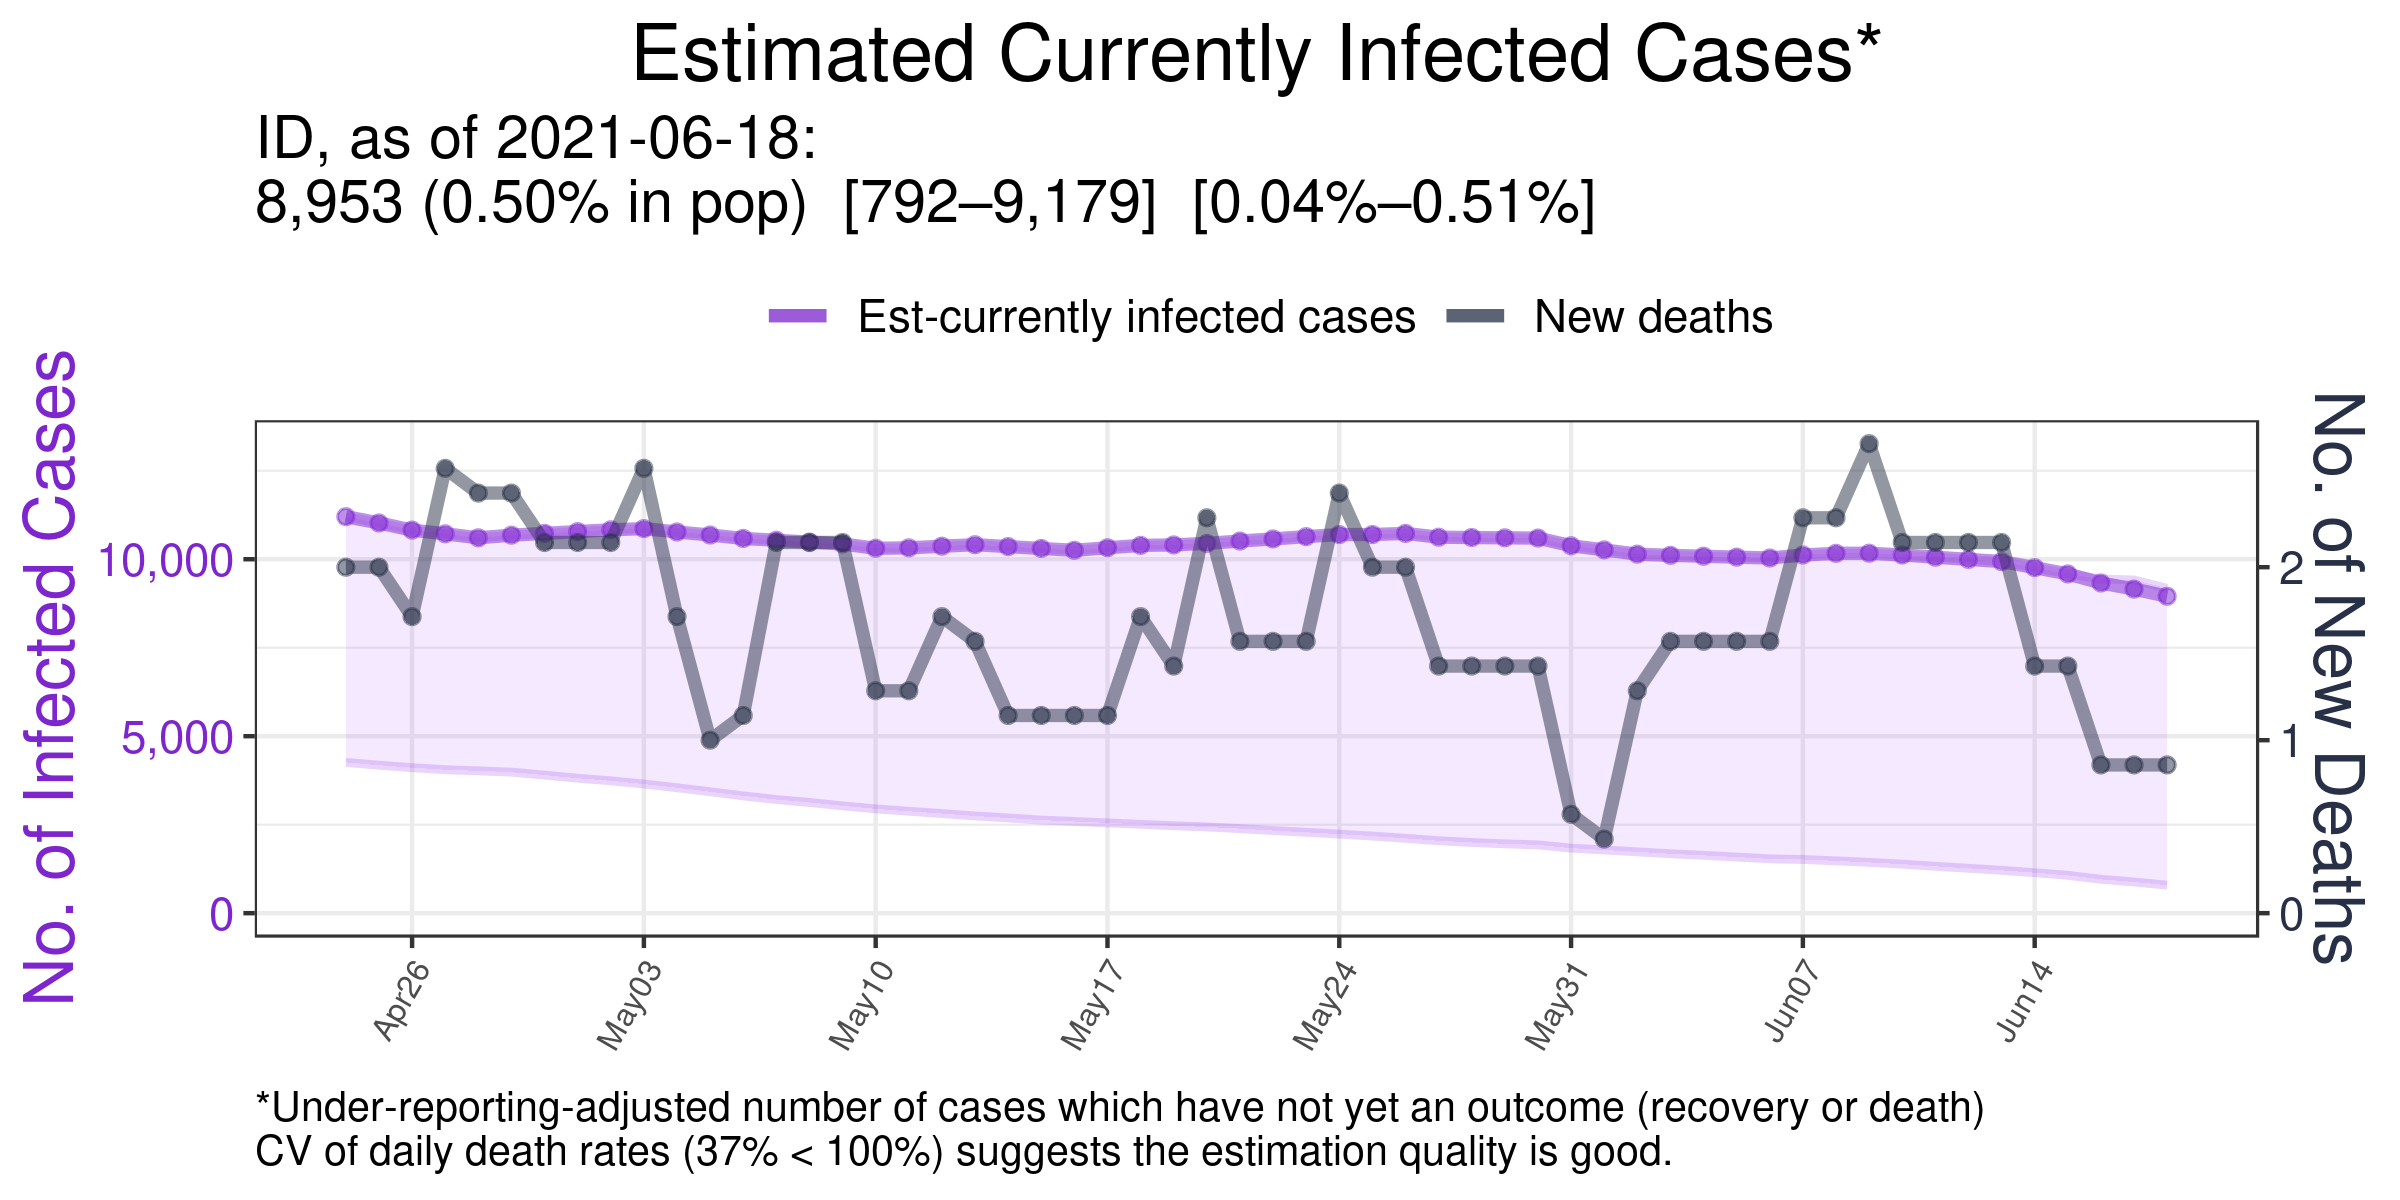 Estimated Currently Infected Cases*
ID, as of 2021-06-18:
8,953 (0.50% in pop)  [792–9,179]  [0.04%–0.51%]
Est-currently infected cases
New deaths
No. of Infected Cases
10,000
5,000
0
No. of New Deaths
2
1
0
Apr26
May03
May10
May17
May24
May31
Jun07
Jun14
*Under-reporting-adjusted number of cases which have not yet an outcome (recovery or death)
CV of daily death rates (37% < 100%) suggests the estimation quality is good.